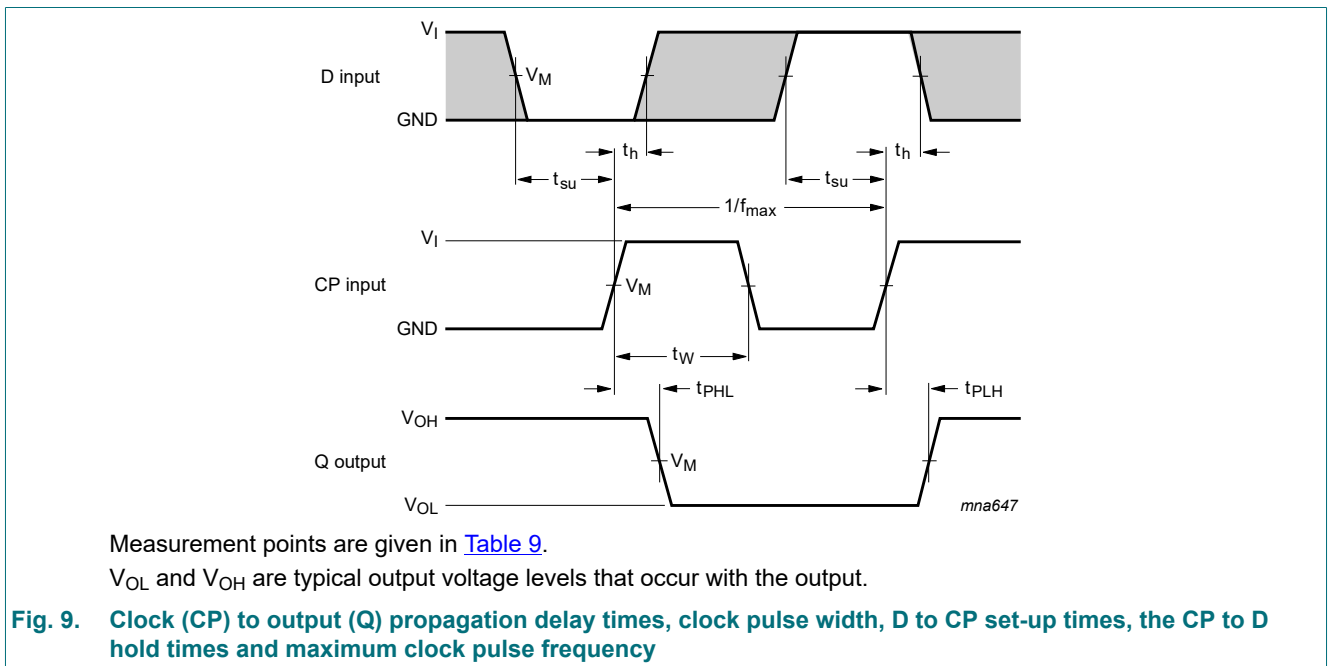 V_I
D input
V_M
GND
t_h
t_h
t_su
t_su
1/f_max
V_I
CP input
V_M
GND
t_W
t_PHL
t_PLH
V_OH
Q output
V_M
V_OL
mna647
Measurement points are given in Table 9.
V_OL and V_OH are typical output voltage levels that occur with the output.
Fig. 9. Clock (CP) to output (Q) propagation delay times, clock pulse width, D to CP set-up times, the CP to D
hold times and maximum clock pulse frequency